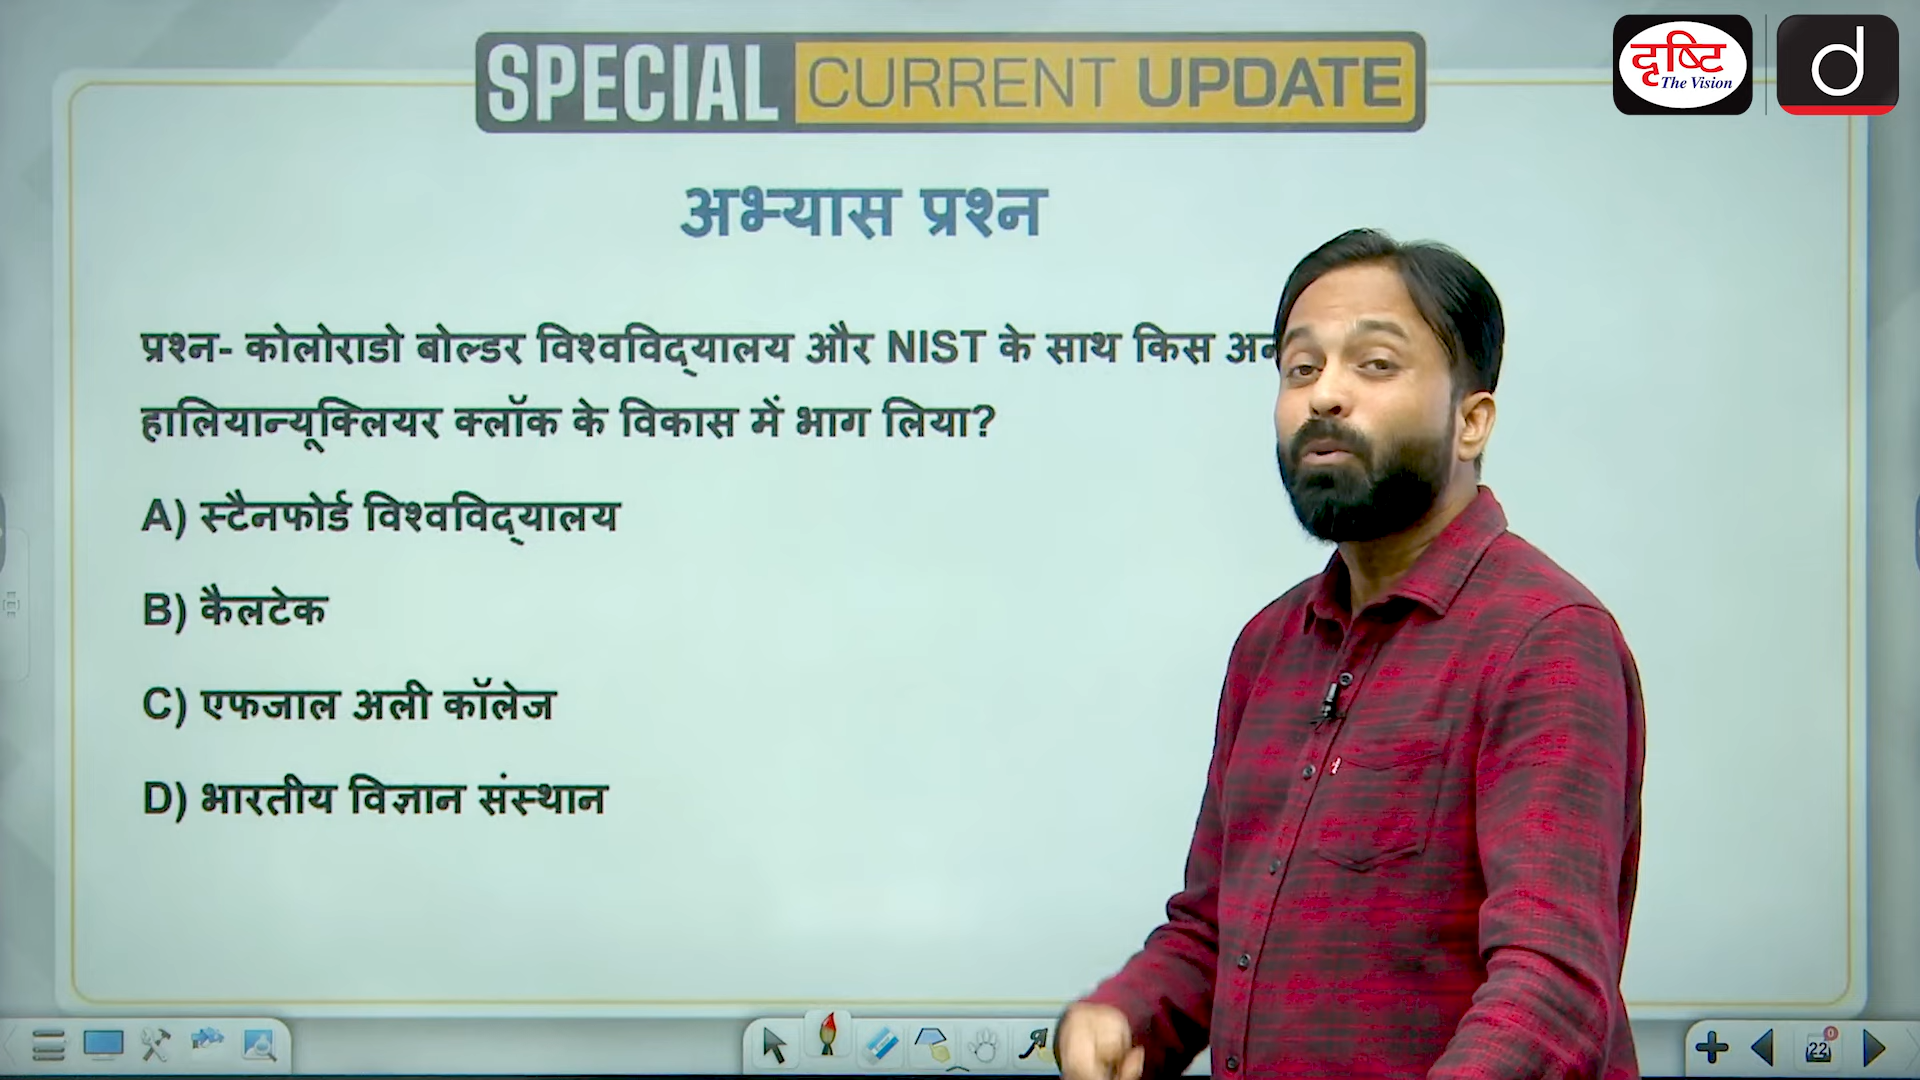 SPECIAL CURRENT UPDATE
दृष्टि
The Vision
d
अभ्यास प्रश्न
प्रश्न- कोलोराडो बोल्डर विश्वविद्यालय और NIST के साथ किस
हालियान्यूक्लियर क्लॉक के विकास में भाग लिया?
A) स्टैनफोर्ड विश्वविद्यालय
B) कैलटेक
C) एफजाल अली कॉलेज
D) भारतीय विज्ञान संस्थान
22
0